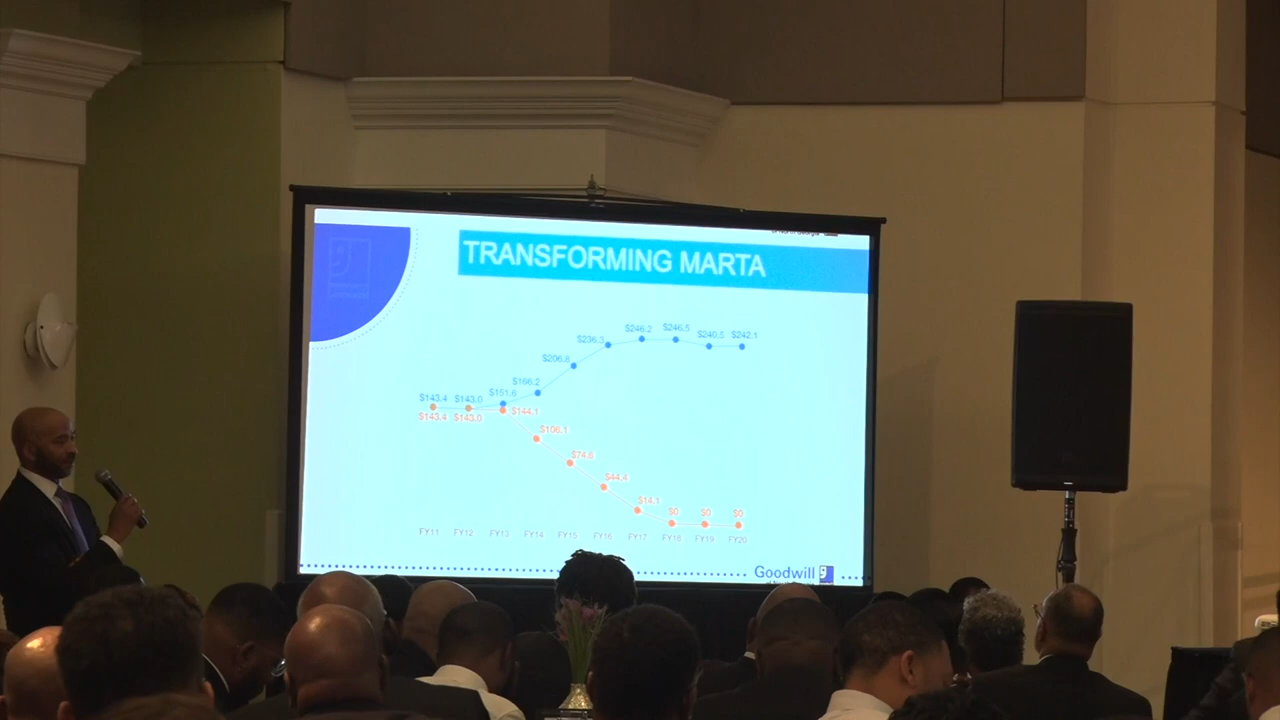 TRANSFORMING MARTA
$246.2 $246.5 $240.5 $242.1
$236.3
$206.8
$166.2
$151.6
$143.4 $143.0
$143.4 $143.0 $144.1
$106.1
$74.6
$44.4
$14.1
$0 $0 $0
FY11 FY12 FY13 FY14 FY15 FY16 FY17 FY18 FY19 FY20
Goodwill